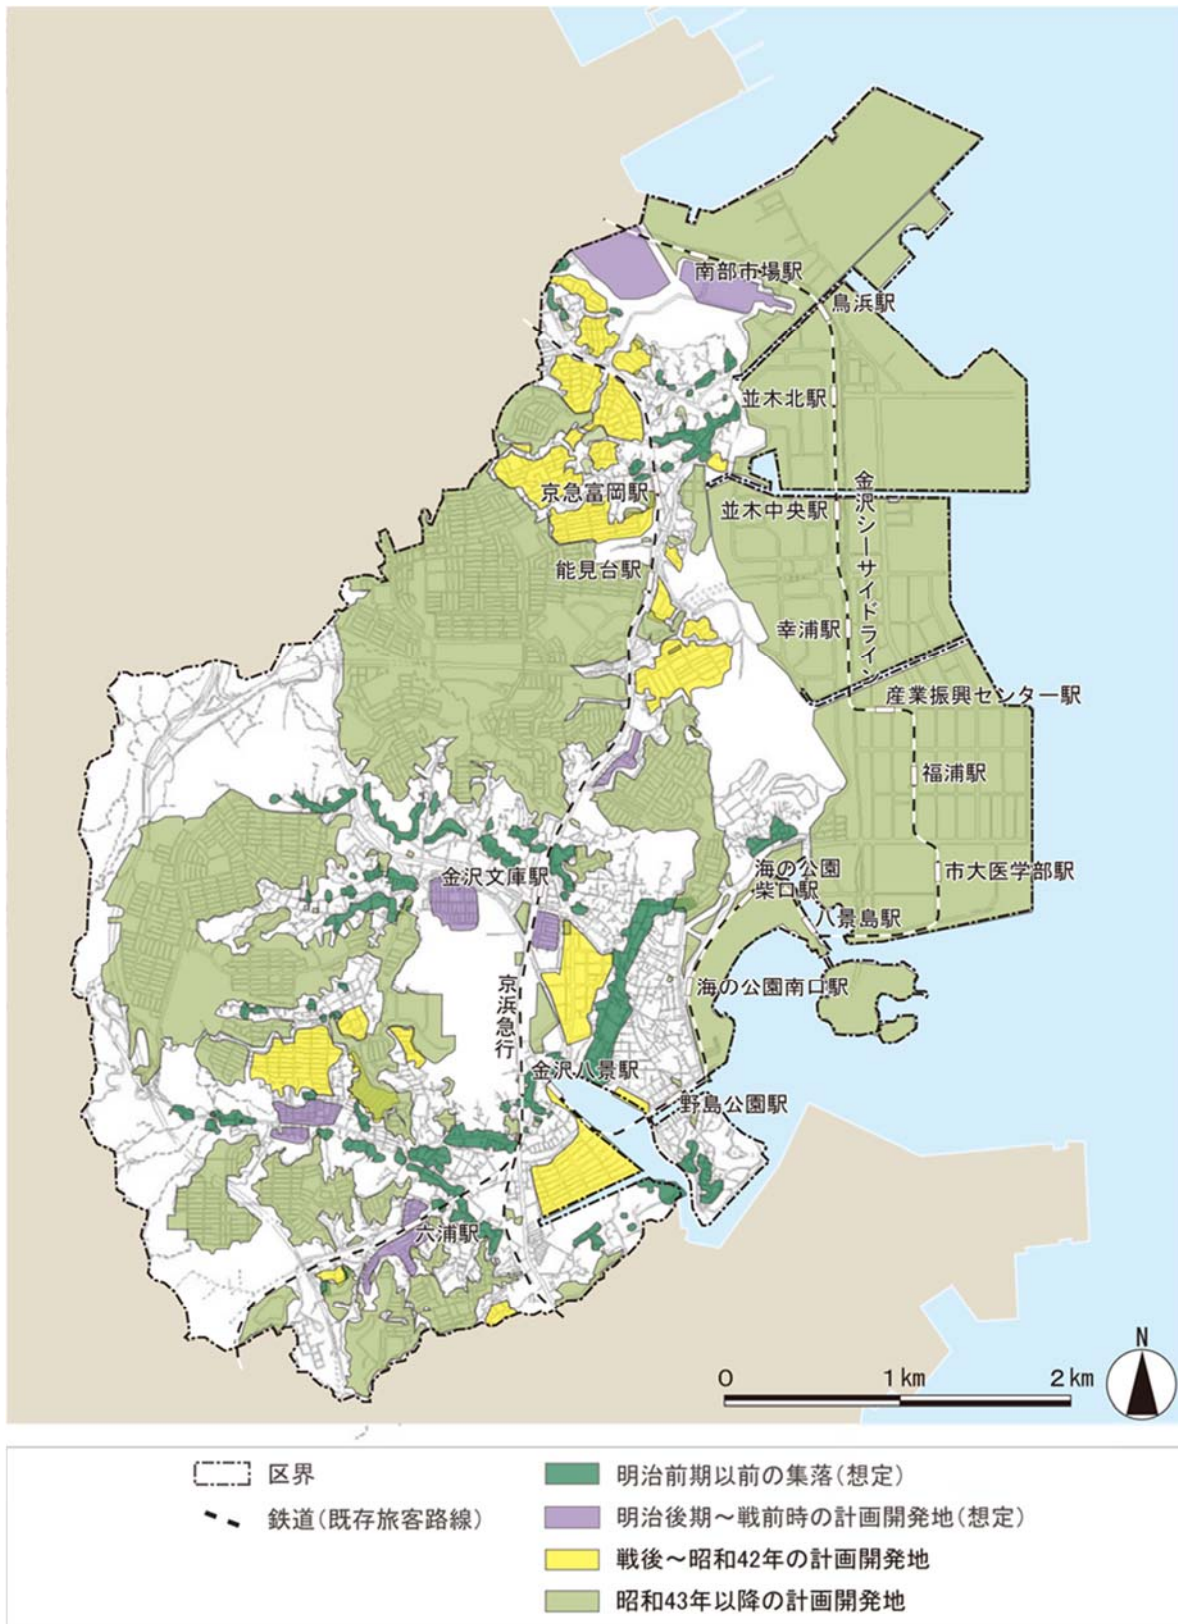 南部市場駅
鳥浜駅
並木北駅
京急富岡駅
並木中央駅
金沢シーサイドライン
能見台駅
幸浦駅
産業振興センター駅
福浦駅
金沢文庫駅
海の公園
柴口駅
市大医学部駅
八景島駅
京浜急行
海の公園南口駅
金沢八景駅
野島公園駅
六浦駅
N
0 1km 2km
区界
鉄道(既存旅客路線)
明治前期以前の集落(想定)
明治後期～戦前時の計画開発地(想定)
戦後～昭和42年の計画開発地
昭和43年以降の計画開発地